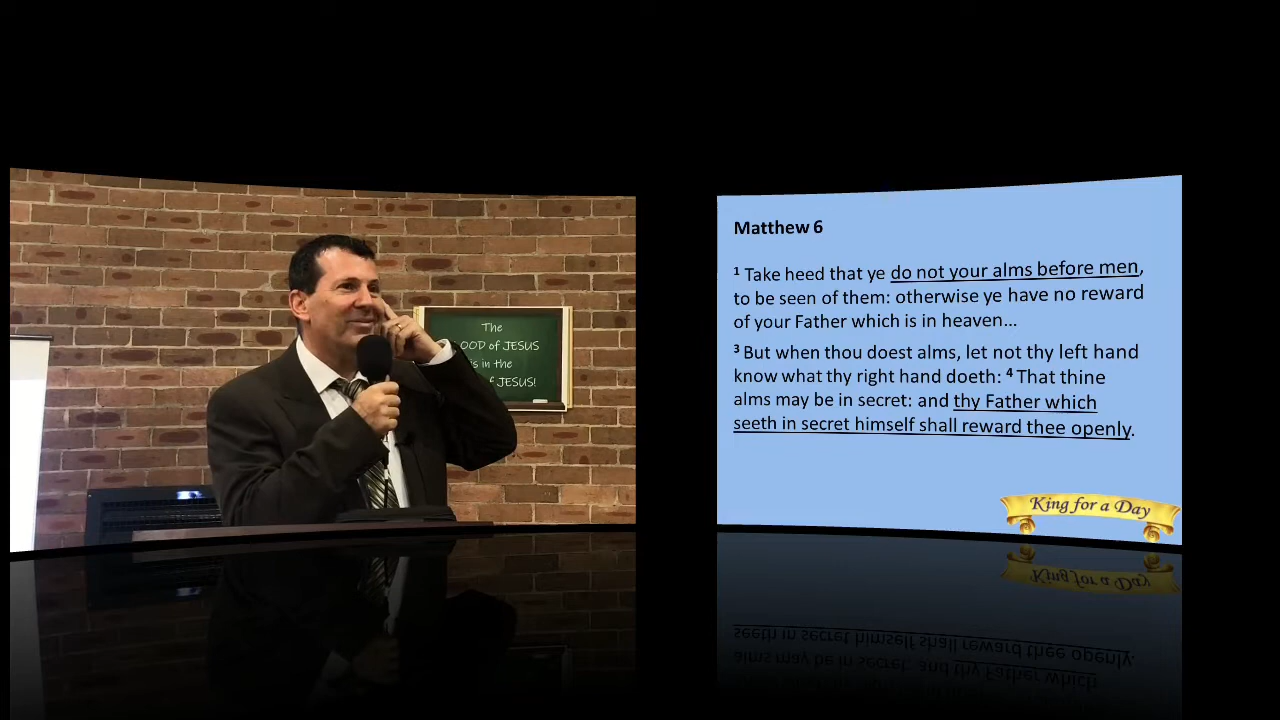 The
OOD of JESUS
is in the
of JESUS!
Matthew 6
1 Take heed that ye do not your alms before men,
to be seen of them: otherwise ye have no reward
of your Father which is in heaven...
3 But when thou doest alms, let not thy left hand
know what thy right hand doeth: 4 That thine
alms may be in secret: and thy Father which
seeth in secret himself shall reward thee openly.
King for a Day